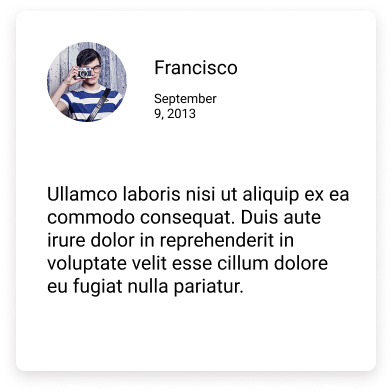 Francisco
September
9, 2013
Ullamco laboris nisi ut aliquip ex ea
commodo consequat. Duis aute
irure dolor in reprehenderit in
voluptate velit esse cillum dolore
eu fugiat nulla pariatur.